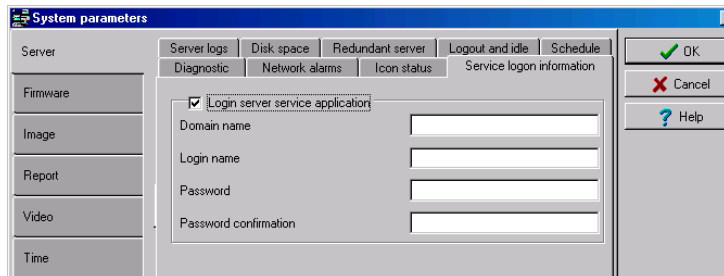 System parameters
Server
Firmware
Image
Report
Video
Time
Server logs
Disk space
Redundant server
Logout and idle
Schedule
Diagnostic
Network alarms
Icon status
Service logon information
Login server service application
Domain name
Login name
Password
Password confirmation
OK
Cancel
? Help